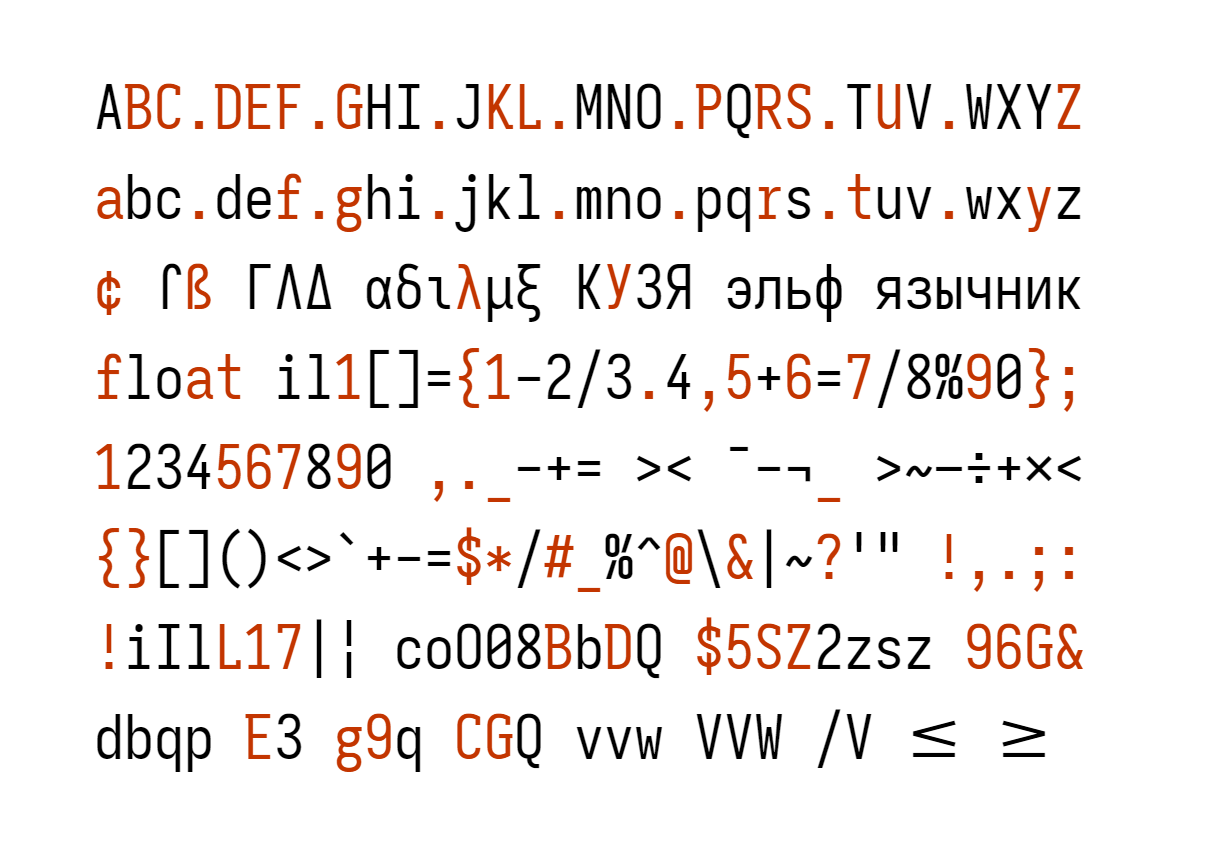 ABC.DEF.GHI.JKL.MNO.PQRS.TUV.WXYZ
abc.def.ghi.jkl.mno.pqrs.tuv.wxyz
¢ ſß ΓΛΔ αδιλμξ КУЗЯ эльф язычник
float il1[]={1-2/3.4,5+6=7/8%90};
1234567890 ,._-+= >< ¯-¬_ >~–÷+×<
{}[]()<>`+-=$*/#_%^@\&|~?'" !,.;:
!iIlL17|¦ coO08BbDQ $5SZ2zsz 96G&
dbqp E3 g9q CGQ vvw VVW /V ≤ ≥